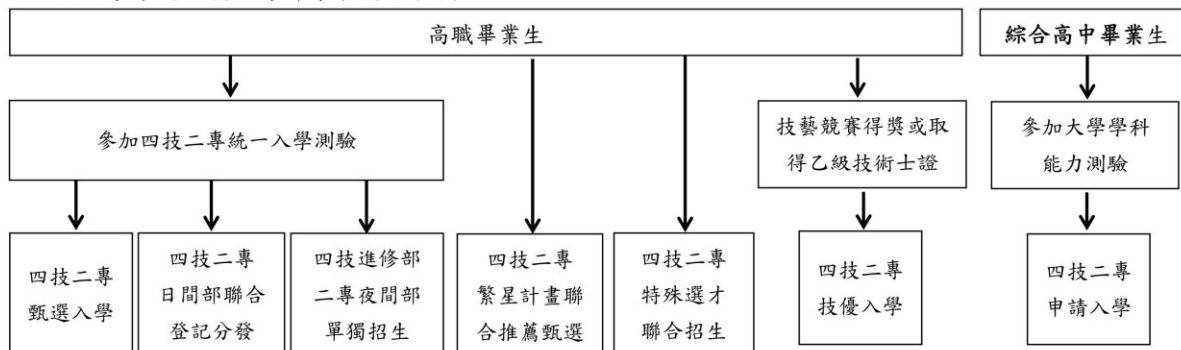 高職畢業生
綜合高中畢業生
參加四技二專統一入學測驗
技藝競賽得獎或取
得乙級技術士證
參加大學學科
能力測驗
四技二專
甄選入學
四技二專
日間部聯合
登記分發
四技進修部
二專夜間部
單獨招生
四技二專
繁星計畫聯
合推薦甄選
四技二專
特殊選才
聯合招生
四技二專
技優入學
四技二專
申請入學